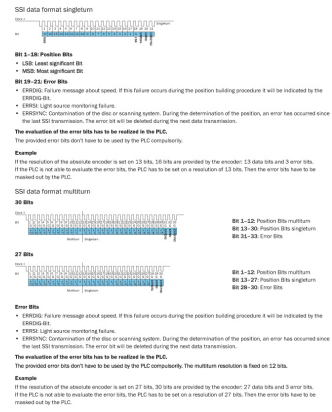 SSI data format singleturn
Clock +
Singleturn
Bit
Bit 1–18: Position Bits
• LSB: Least significant Bit
• MSB: Most significant Bit
Bit 19–21: Error Bits
• ERRDIG: Failure message about speed. If this failure occurs during the position building procedure it will be indicated by the
ERRDIG-Bit.
• ERRSI: Light source monitoring failure.
• ERRSYNC: Contamination of the disc or scanning system. During the determination of the position, an error has occurred since
the last SSI transmission. The error bit will be deleted during the next data transmission.
The evaluation of the error bits has to be realized in the PLC.
The provided error bits don't have to be used by the PLC compulsorily.
Example
If the resolution of the absolute encoder is set on 13 bits, 16 bits are provided by the encoder: 13 data bits and 3 error bits.
If the PLC is not able to evaluate the error bits, the PLC has to be set on a resolution of 13 bits. Then the error bits have to be
masked out by the PLC.
SSI data format multiturn
30 Bits
Clock +
Bit
Multiturn Singleturn
Bit 1–12: Position Bits multiturn
Bit 13–30: Position Bits singleturn
Bit 31–33: Error Bits
27 Bits
Clock +
Bit
Multiturn Singleturn
Bit 1–12: Position Bits multiturn
Bit 13–27: Position Bits singleturn
Bit 28–30: Error Bits
Error Bits
• ERRDIG: Failure message about speed. If this failure occurs during the position building procedure it will be indicated by the
ERRDIG-Bit.
• ERRSI: Light source monitoring failure.
• ERRSYNC: Contamination of the disc or scanning system. During the determination of the position, an error has occurred since
the last SSI transmission. The error bit will be deleted during the next data transmission.
The evaluation of the error bits has to be realized in the PLC.
The provided error bits don't have to be used by the PLC compulsorily. The multiturn resolution is fixed on 12 bits.
Example
If the resolution of the absolute encoder is set on 27 bits, 30 bits are provided by the encoder: 27 data bits and 3 error bits.
If the PLC is not able to evaluate the error bits, the PLC has to be set on a resolution of 27 bits. Then the error bits have to be
masked out by the PLC.